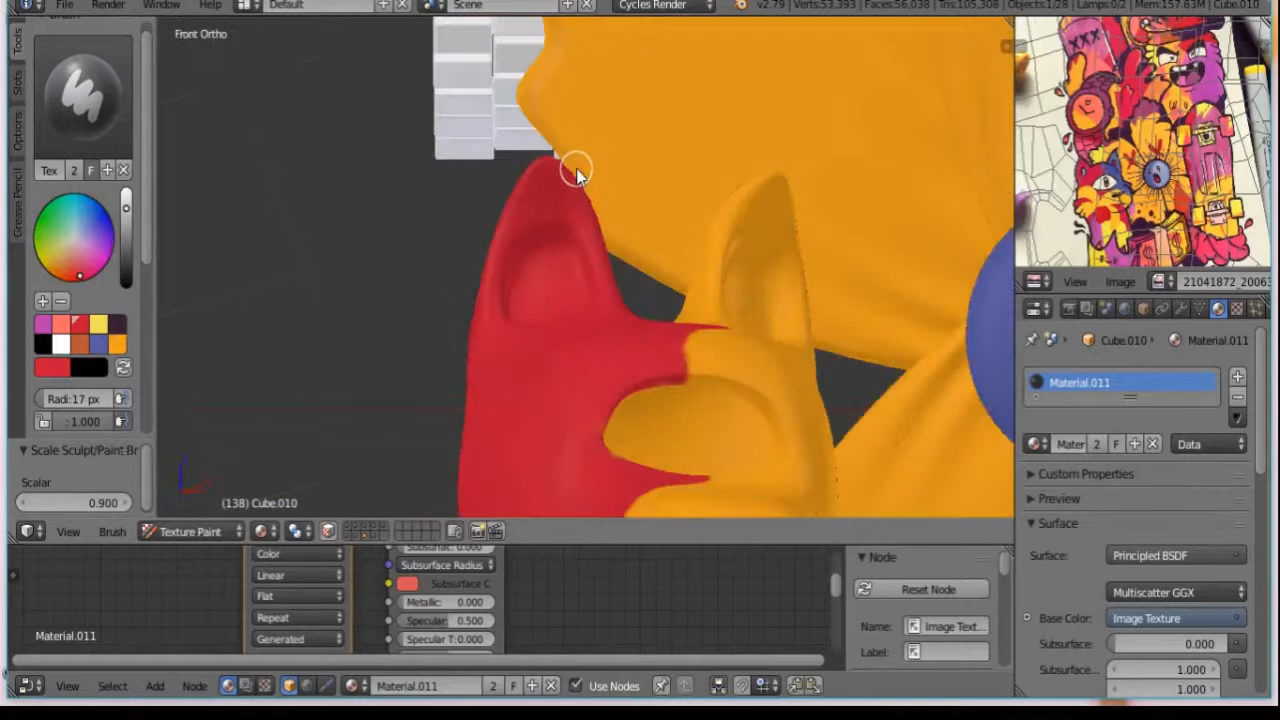 File Render Window Help Default Scene Cycles Render v2.79 | Verts:53,393 | Faces:56,038 | Tris:105,308 | Objects:1/28 | Lamps:0/2 | Mem:157.83M | Cube.010
Tools
Slots
Options
Grease Pencil
Front Ortho
Tex 2 F
Radi:17 px
: 1.000
Scale Sculpt/Paint Br
Scalar
0.900
(138) Cube.010
View Brush Texture Paint
XXX
View Image 21041872_20063
Cube.010 Material.011
Material.011
Mater 2 F Data
Custom Properties
Preview
Surface
Surface: Principled BSDF
Multiscatter GGX
Base Color: Image Texture
Subsurface: 0.000
Subsurface... 1.000
1.000
Color
Linear
Flat
Repeat
Generated
Subsurface Radius
Subsurface C
Metallic: 0.000
Specular: 0.500
Specular T:0.000
Material.011
Node
Reset Node
Name: Image Text...
Label:
View Select Add Node Material.011 2 F Use Nodes